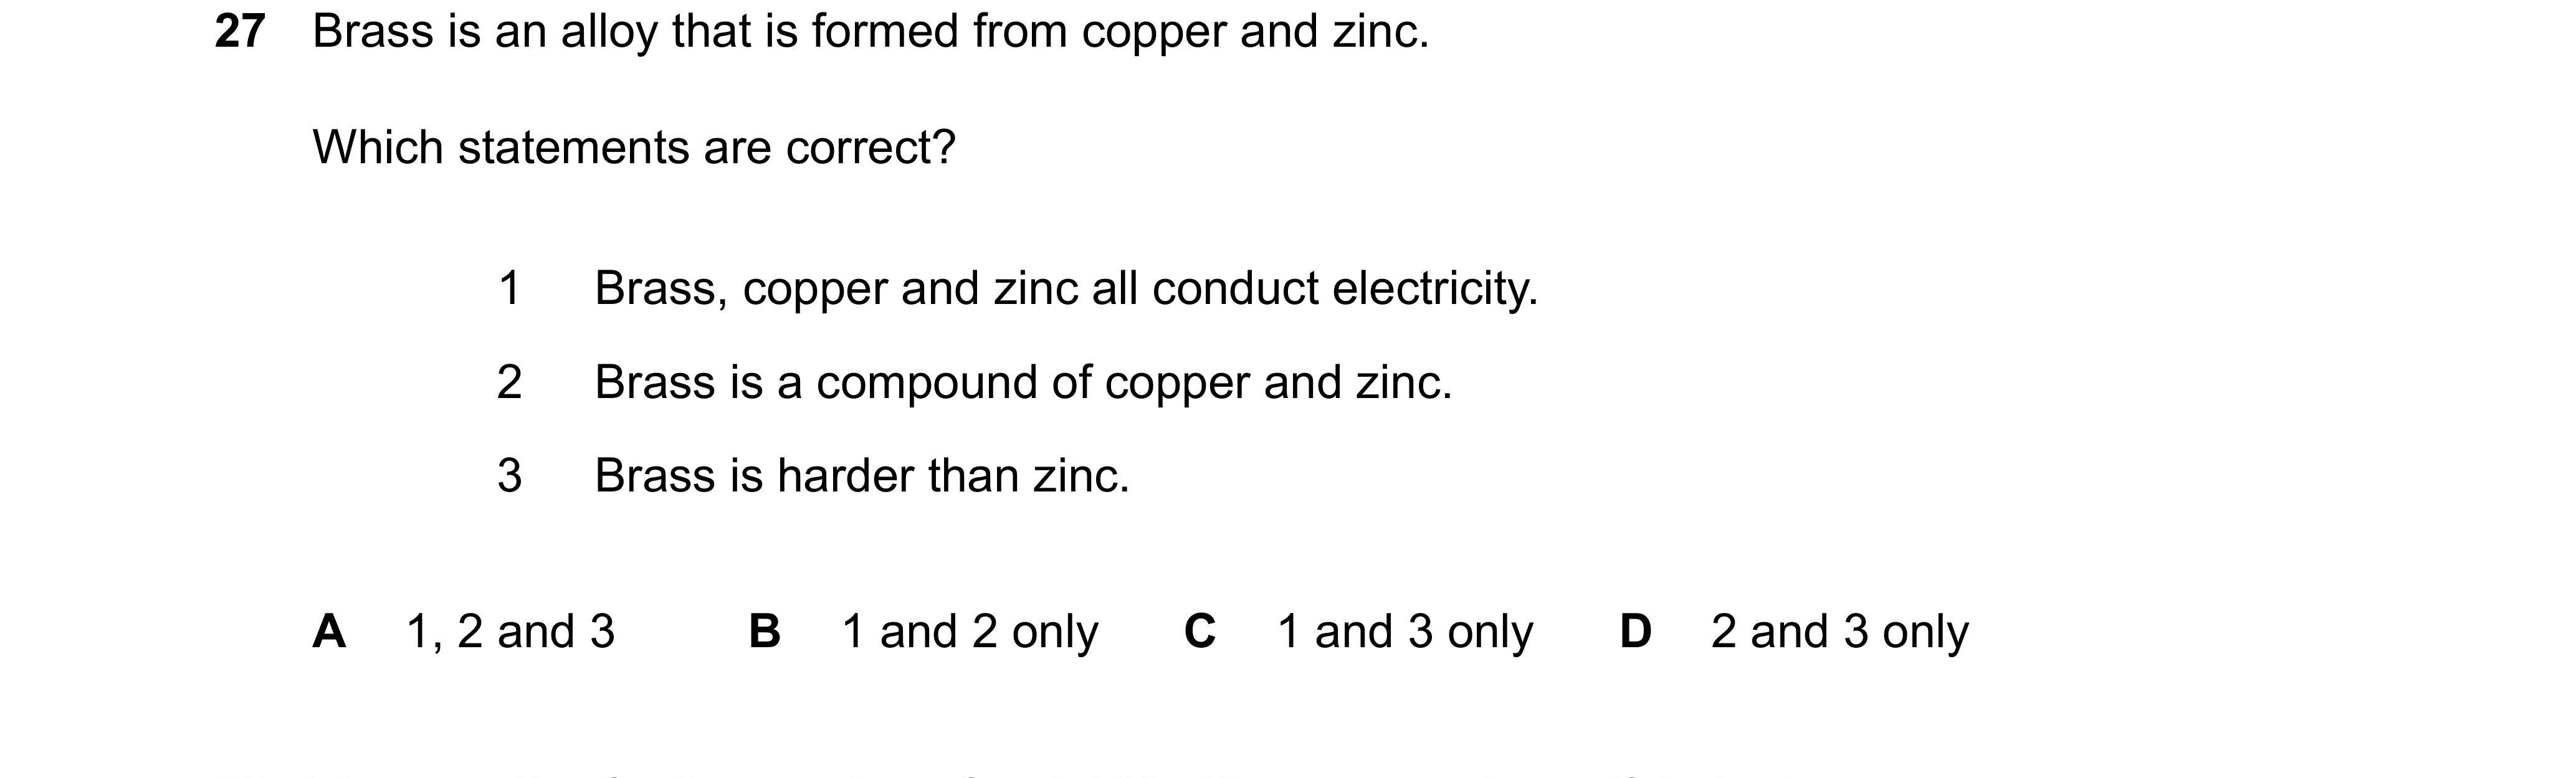 27 Brass is an alloy that is formed from copper and zinc.
Which statements are correct?
1 Brass, copper and zinc all conduct electricity.
2 Brass is a compound of copper and zinc.
3 Brass is harder than zinc.
A 1, 2 and 3 B 1 and 2 only C 1 and 3 only D 2 and 3 only